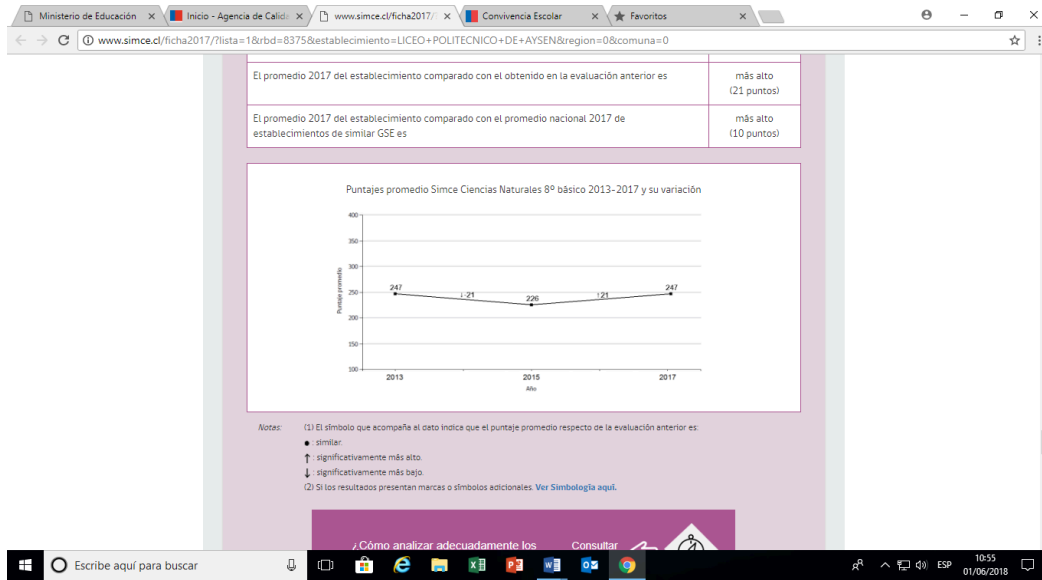 Ministerio de Educación
Inicio - Agencia de Calida
www.simce.cl/ficha2017/?
Convivencia Escolar
Favoritos
www.simce.cl/ficha2017/?lista=1&rbd=8375&establecimiento=LICEO+POLITECNICO+DE+AYSEN&region=0&comuna=0
El promedio 2017 del establecimiento comparado con el obtenido en la evaluación anterior es
más alto
(21 puntos)
El promedio 2017 del establecimiento comparado con el promedio nacional 2017 de
establecimientos de similar GSE es
más alto
(10 puntos)
Puntajes promedio Simce Ciencias Naturales 8º básico 2013-2017 y su variación
400
350
300
250
200
150
100
Puntaje promedio
247
↓-21
226
↑21
247
2013
2015
2017
Año
Notas:
(1) El símbolo que acompaña al dato indica que el puntaje promedio respecto de la evaluación anterior es:
● : similar.
↑ : significativamente más alto.
↓ : significativamente más bajo.
(2) Si los resultados presentan marcas o símbolos adicionales. Ver Simbología aquí.
¿Cómo analizar adecuadamente los
Consultar
Escribe aquí para buscar
ESP
10:55
01/06/2018